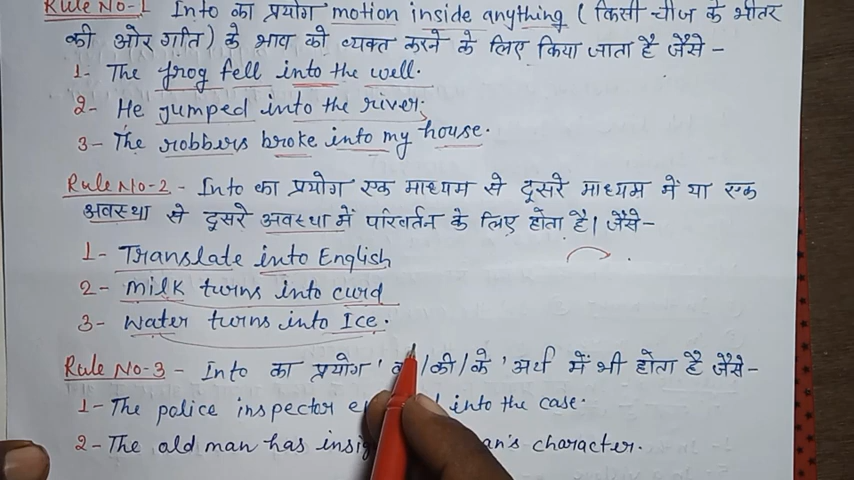 Rule No-1 Into का प्रयोग motion inside anything ( किसी चीज के भीतर
की ओर गति) के भाव को व्यक्त करने के लिए किया जाता है जैसे -
1- The frog fell into the well.
2- He jumped into the river.
3- The robbers broke into my house.
Rule No-2 - Into का प्रयोग एक माध्यम से दूसरे माध्यम में या एक
अवस्था से दूसरे अवस्था में परिवर्तन के लिए होता है। जैसे-
1- Translate into English
2- milk turns into curd
3- water turns into Ice.
Rule No-3 - Into का प्रयोग ' /की/के ' अर्थ में भी होता है जैसे-
1- The police inspector into the case.
2- The old man has character.